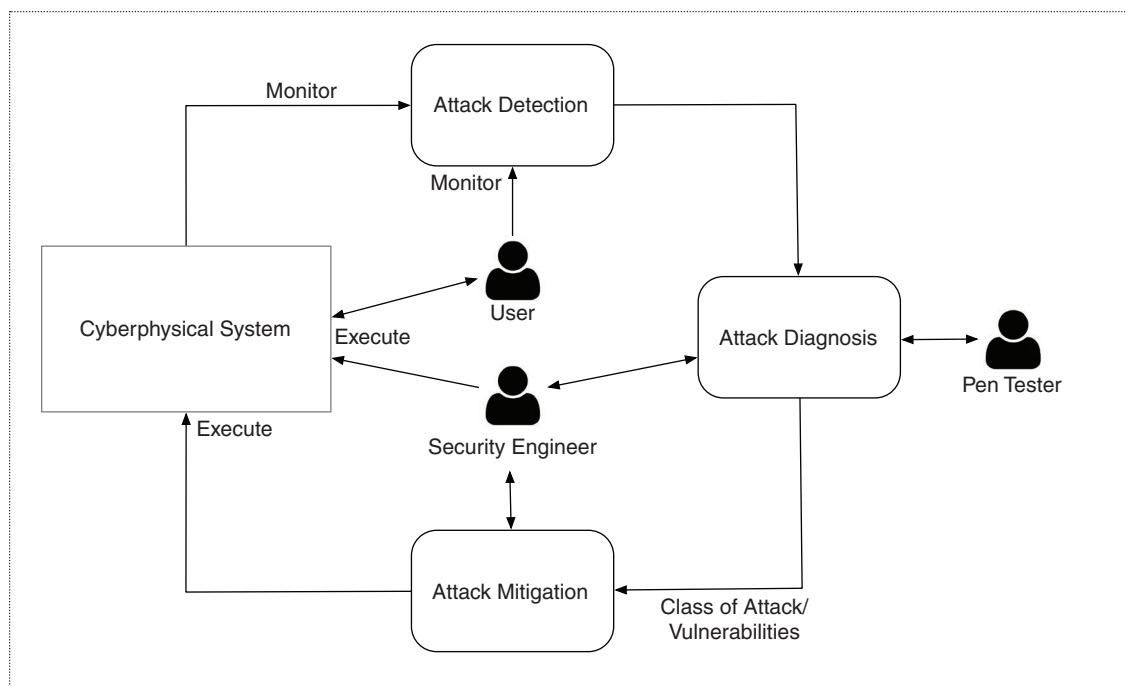 Monitor
Attack Detection
Monitor
User
Cyberphysical System
Execute
Attack Diagnosis
Pen Tester
Execute
Security Engineer
Attack Mitigation
Class of Attack/
Vulnerabilities